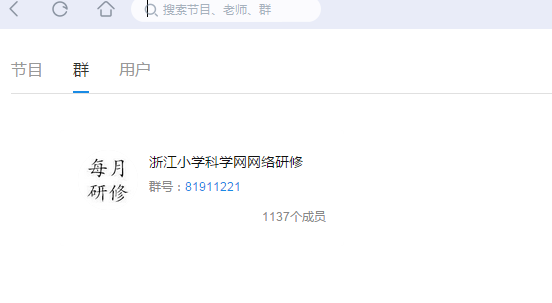 搜索节目、老师、群
节目 群 用户
每月
研修
浙江小学科学网网络研修
群号：81911221
1137个成员